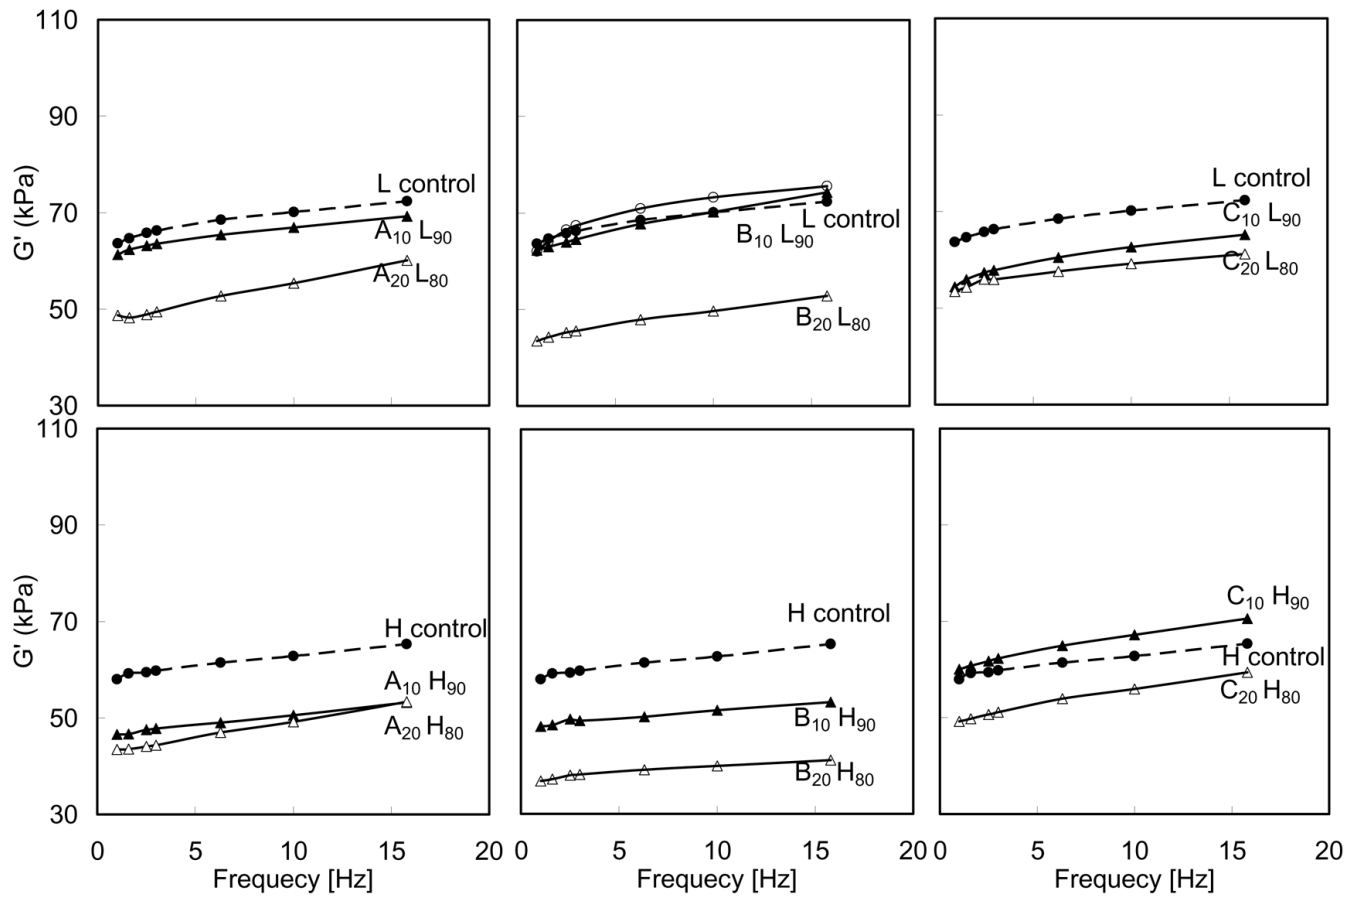 110
90
70
50
30
G' (kPa)
L control
A10 L90
A20 L80
L control
B10 L90
B20 L80
L control
C10 L90
C20 L80
110
90
70
50
30
G' (kPa)
H control
A10 H90
A20 H80
H control
B10 H90
B20 H80
C10 H90
H control
C20 H80
0 5 10 15 20
0 5 10 15 20
0 5 10 15 20
Frequecy [Hz]
Frequecy [Hz]
Frequecy [Hz]